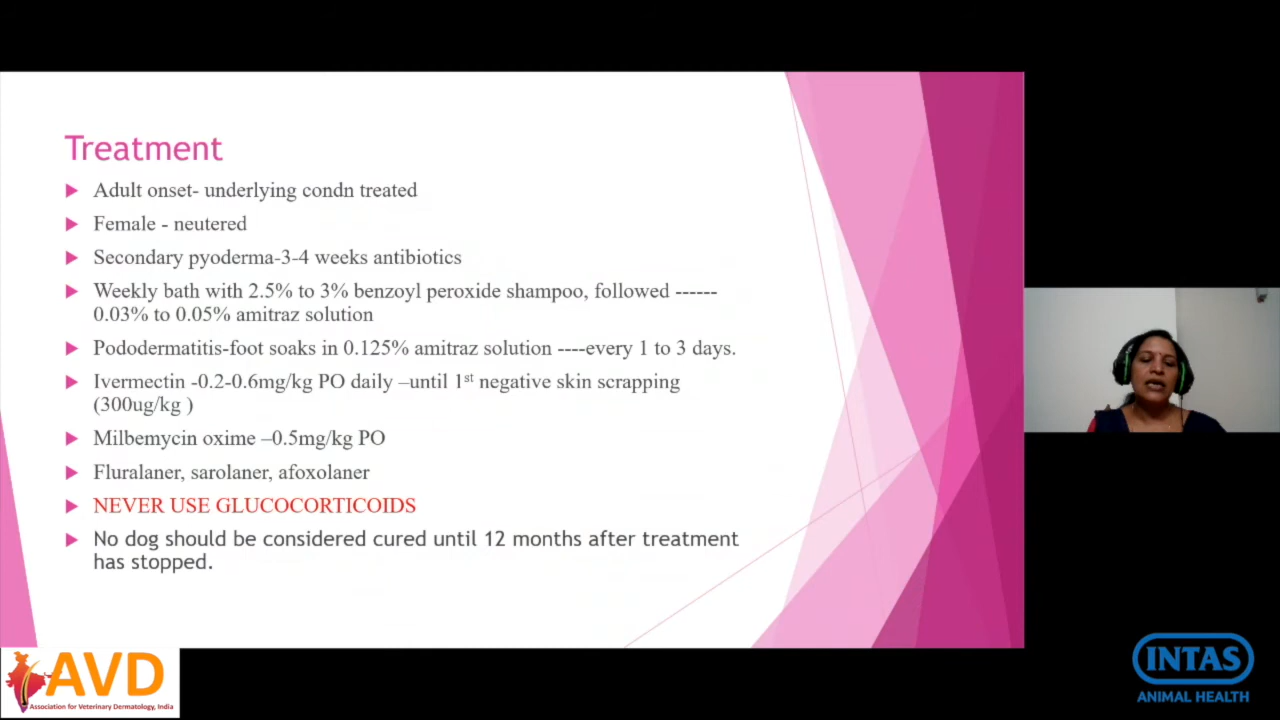 Treatment
Adult onset- underlying condn treated
Female - neutered
Secondary pyoderma-3-4 weeks antibiotics
Weekly bath with 2.5% to 3% benzoyl peroxide shampoo, followed ------
0.03% to 0.05% amitraz solution
Pododermatitis-foot soaks in 0.125% amitraz solution ----every 1 to 3 days.
Ivermectin -0.2-0.6mg/kg PO daily –until 1st negative skin scrapping
(300ug/kg )
Milbemycin oxime –0.5mg/kg PO
Fluralaner, sarolaner, afoxolaner
NEVER USE GLUCOCORTICOIDS
No dog should be considered cured until 12 months after treatment
has stopped.
AVD
Association for Veterinary Dermatology, India
INTAS
ANIMAL HEALTH